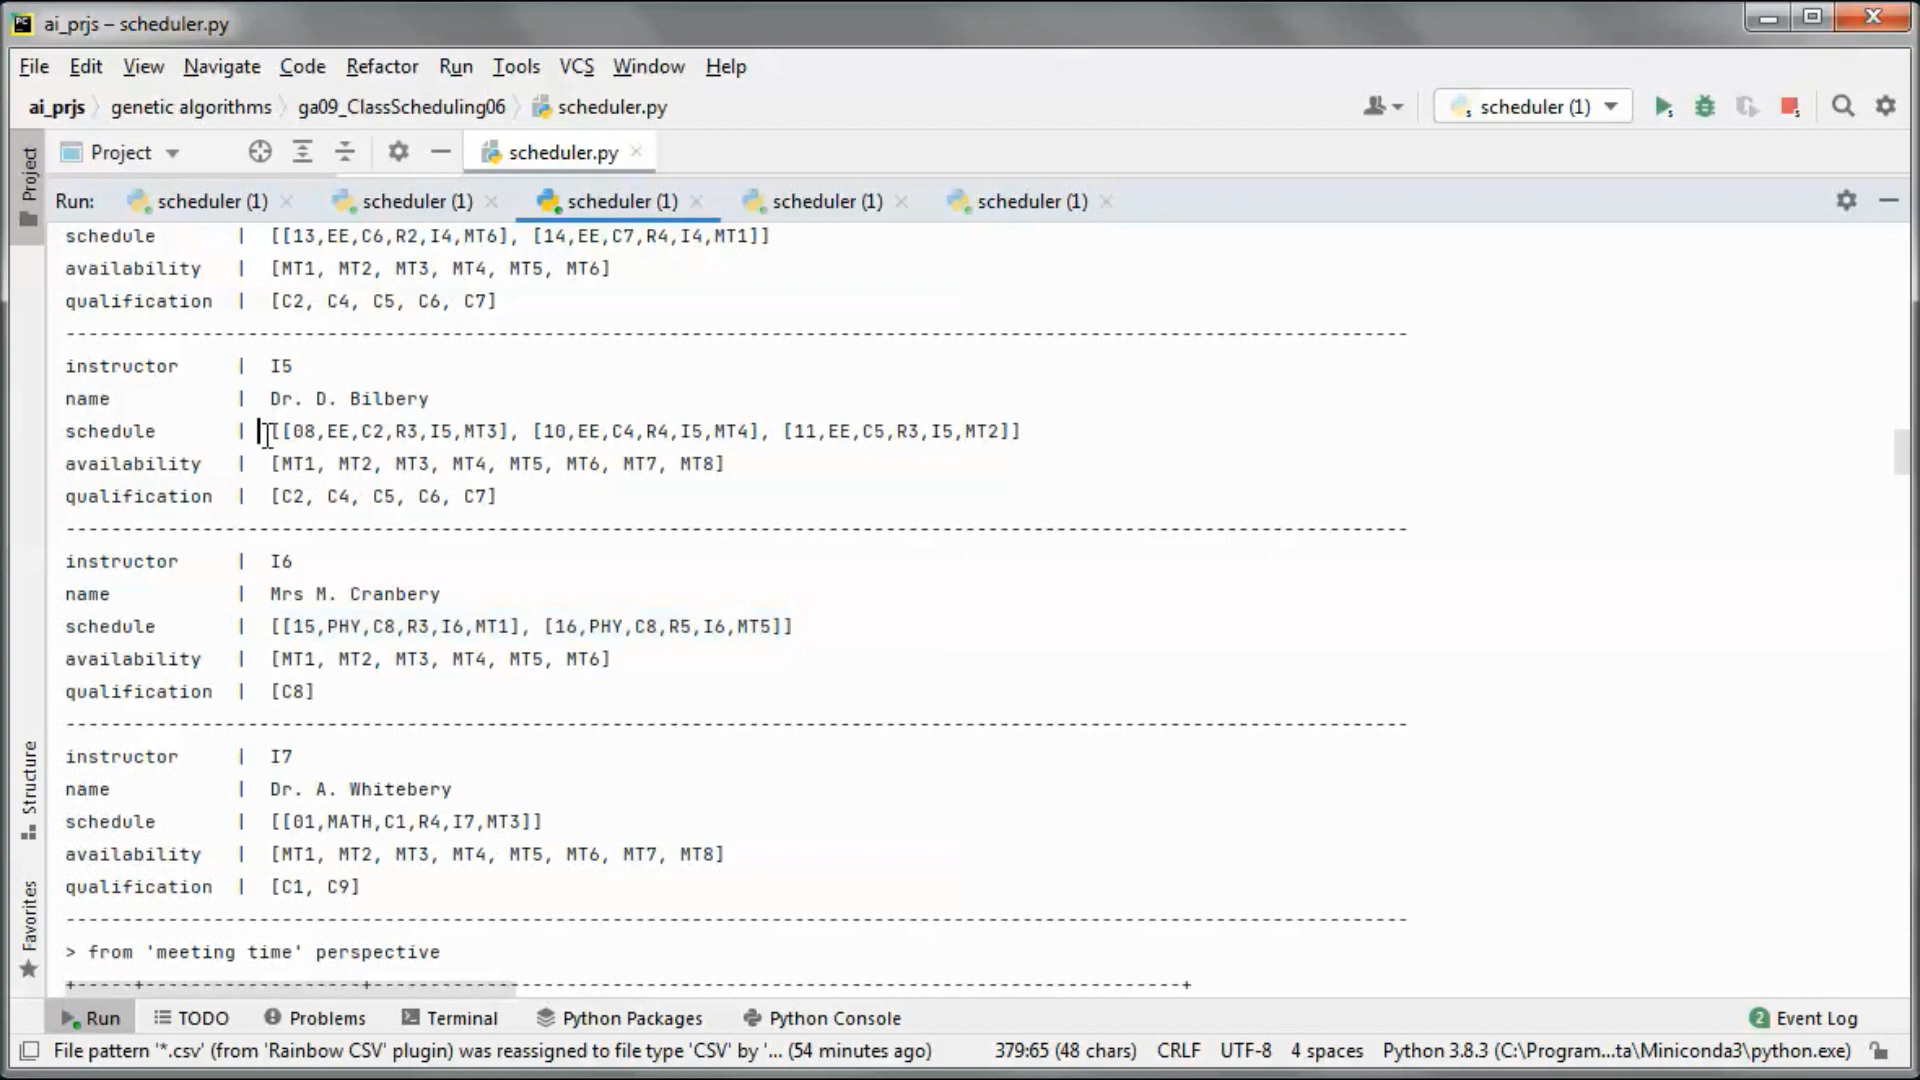 ai_prjs – scheduler.py
File Edit View Navigate Code Refactor Run Tools VCS Window Help
ai_prjs genetic algorithms ga09_ClassScheduling06 scheduler.py scheduler (1)
Project scheduler.py
Project
Run: scheduler (1) scheduler (1) scheduler (1) scheduler (1) scheduler (1)
schedule | [[13,EE,C6,R2,I4,MT6], [14,EE,C7,R4,I4,MT1]]
availability | [MT1, MT2, MT3, MT4, MT5, MT6]
qualification | [C2, C4, C5, C6, C7]
--------------------------------------------------------------------------------
instructor | I5
name | Dr. D. Bilbery
schedule | [[08,EE,C2,R3,I5,MT3], [10,EE,C4,R4,I5,MT4], [11,EE,C5,R3,I5,MT2]]
availability | [MT1, MT2, MT3, MT4, MT5, MT6, MT7, MT8]
qualification | [C2, C4, C5, C6, C7]
--------------------------------------------------------------------------------
instructor | I6
name | Mrs M. Cranbery
schedule | [[15,PHY,C8,R3,I6,MT1], [16,PHY,C8,R5,I6,MT5]]
availability | [MT1, MT2, MT3, MT4, MT5, MT6]
qualification | [C8]
--------------------------------------------------------------------------------
instructor | I7
name | Dr. A. Whitebery
schedule | [[01,MATH,C1,R4,I7,MT3]]
availability | [MT1, MT2, MT3, MT4, MT5, MT6, MT7, MT8]
qualification | [C1, C9]
--------------------------------------------------------------------------------
> from 'meeting time' perspective
+-----+-------------------+------------------------------------------------------------------------+
Structure
Favorites
Run TODO Problems Terminal Python Packages Python Console 2 Event Log
File pattern '*.csv' (from 'Rainbow CSV' plugin) was reassigned to file type 'CSV' by '... (54 minutes ago) 379:65 (48 chars) CRLF UTF-8 4 spaces Python 3.8.3 (C:\Program...ta\Miniconda3\python.exe)